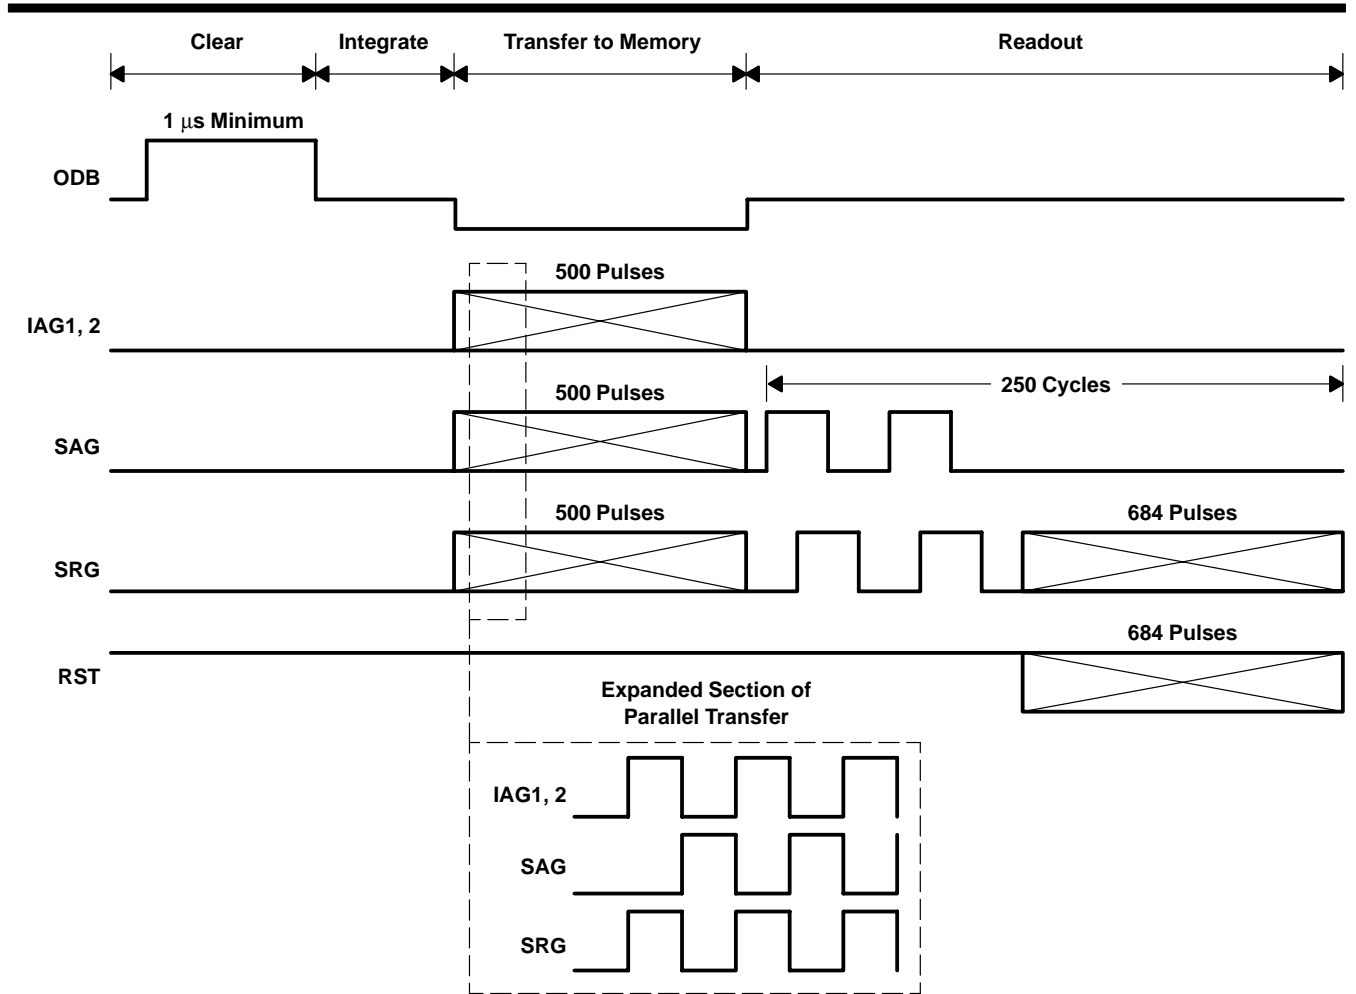 Clear Integrate Transfer to Memory Readout
1 μs Minimum
ODB
500 Pulses
IAG1, 2
250 Cycles
500 Pulses
SAG
500 Pulses 684 Pulses
SRG
684 Pulses
RST
Expanded Section of
Parallel Transfer
IAG1, 2
SAG
SRG